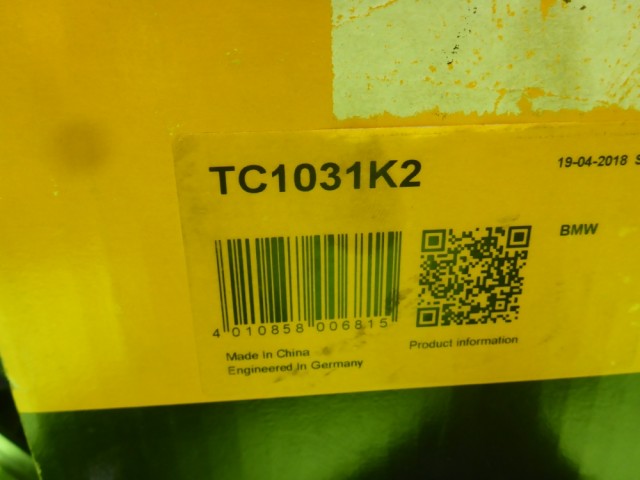 TC1031K2
19-04-2018 S
BMW
4 010858 006815
Product information
Made in China
Engineered in Germany